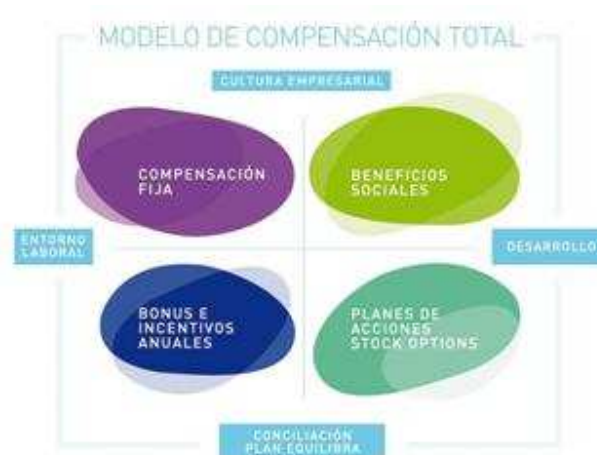 MODELO DE COMPENSACIÓN TOTAL
CULTURA EMPRESARIAL
COMPENSACIÓN
FIJA
BENEFICIOS
SOCIALES
ENTORNO
LABORAL
DESARROLLO
BONUS E
INCENTIVOS
ANUALES
PLANES DE
ACCIONES
STOCK OPTIONS
CONCILIACIÓN
PLAN EQUILIBRA